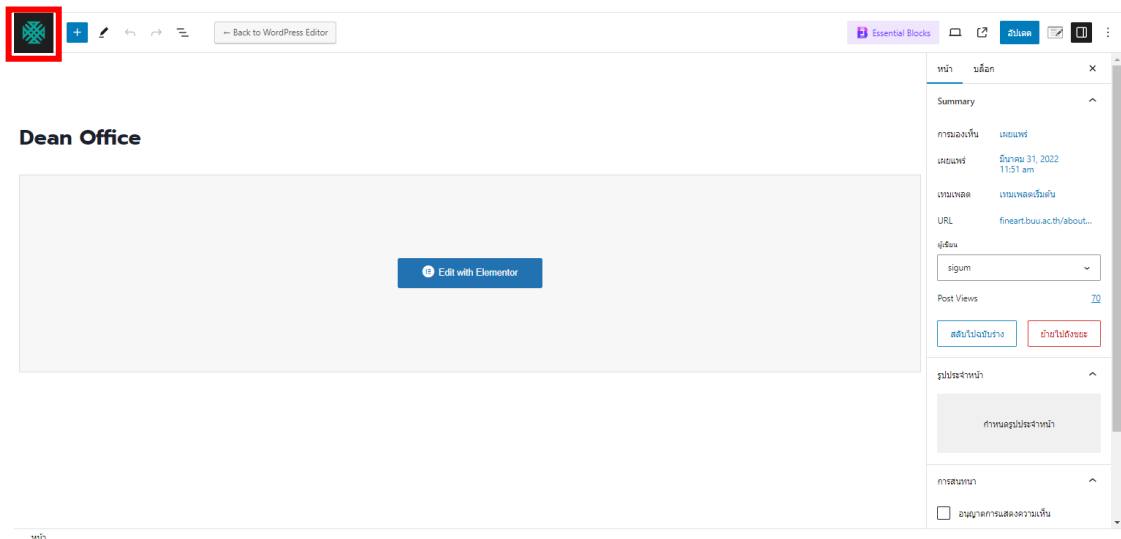 ← Back to WordPress Editor
Essential Blocks
อัปเดต
หน้า
บล็อก
Summary
การมองเห็น
เผยแพร่
เผยแพร่
มีนาคม 31, 2022
11:51 am
เทมเพลต
เทมเพลตเริ่มต้น
URL
fineart.buu.ac.th/about...
ผู้เขียน
sigum
Post Views
70
สลับไปฉบับร่าง
ย้ายไปถังขยะ
รูปประจำหน้า
กำหนดรูปประจำหน้า
การสนทนา
อนุญาตการแสดงความเห็น
Dean Office
Edit with Elementor
หน้า